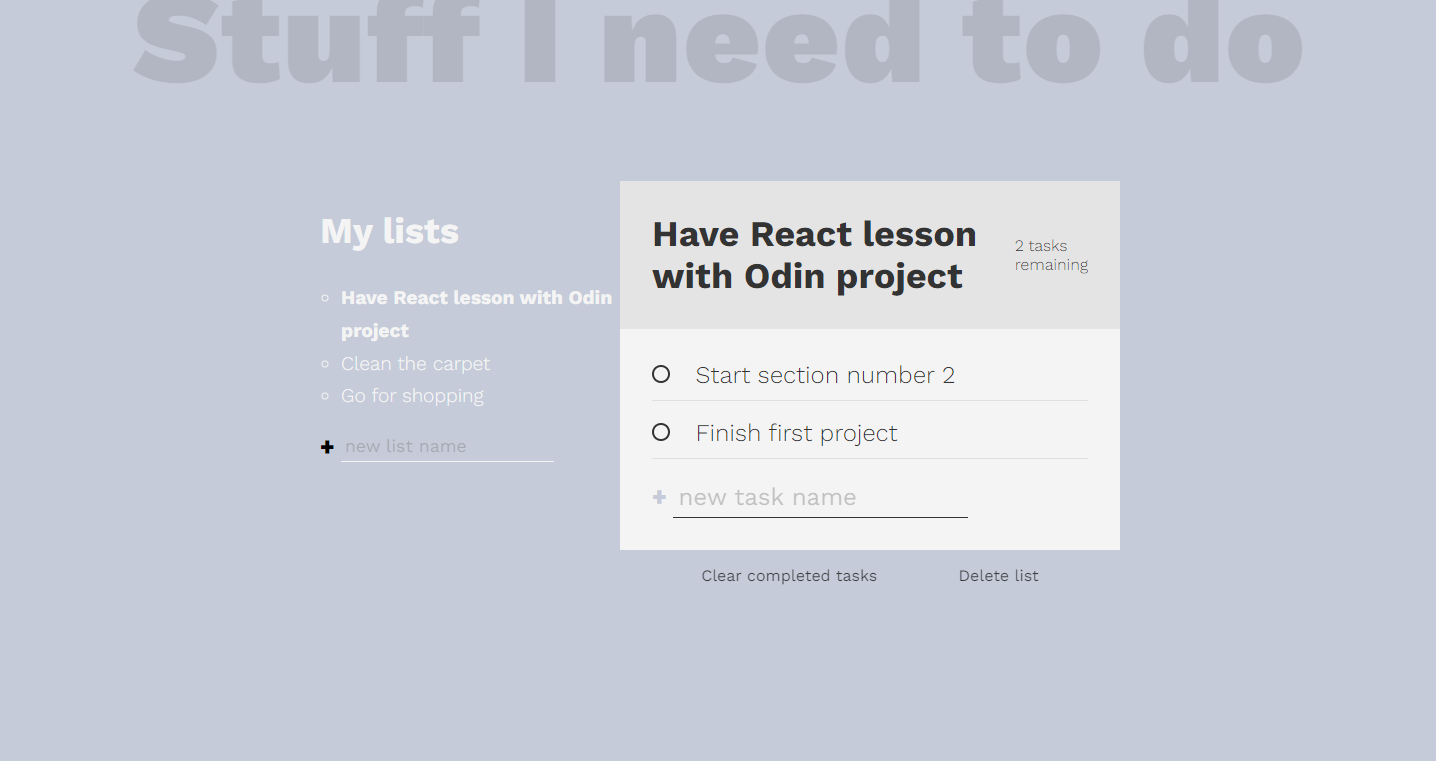 Stuff I need to do
My lists
Have React lesson with Odin
project
Clean the carpet
Go for shopping
+ new list name
Have React lesson
with Odin project
2 tasks
remaining
Start section number 2
Finish first project
+ new task name
Clear completed tasks
Delete list